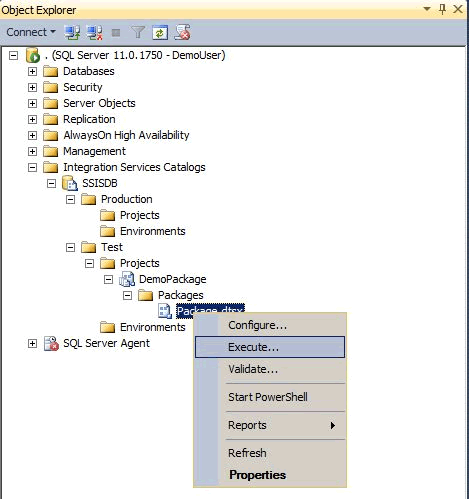 Object Explorer
Connect
. (SQL Server 11.0.1750 - DemoUser)
Databases
Security
Server Objects
Replication
AlwaysOn High Availability
Management
Integration Services Catalogs
SSISDB
Production
Projects
Environments
Test
Projects
DemoPackage
Packages
Package.dtsx
Environments
SQL Server Agent
Configure...
Execute...
Validate...
Start PowerShell
Reports
Refresh
Properties